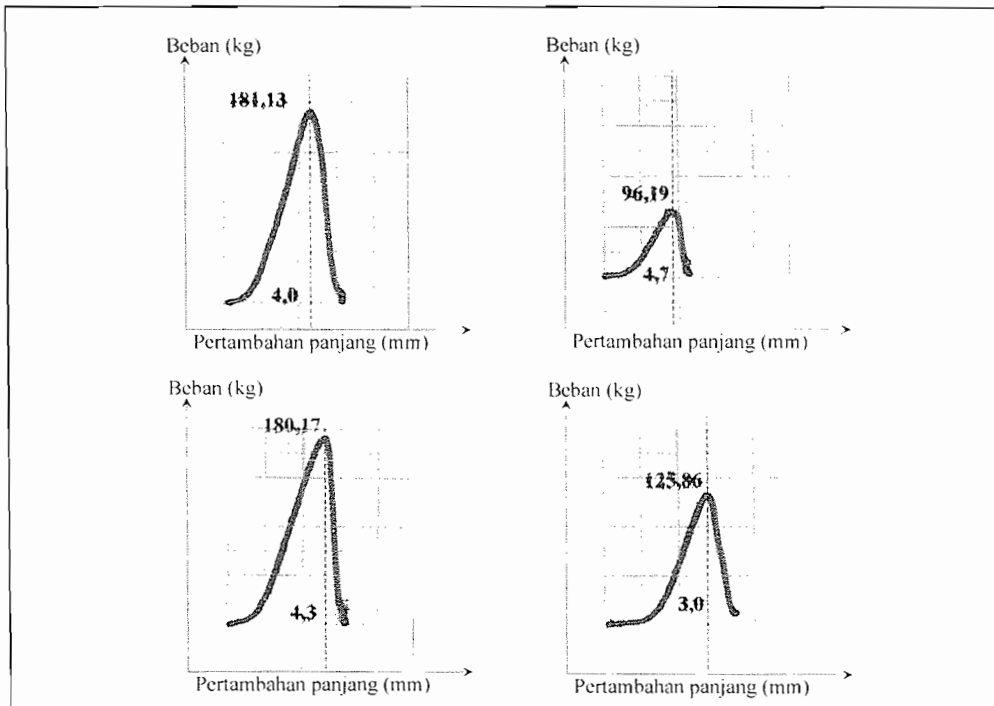 Beban (kg)
181,13
4,0
Pertambahan panjang (mm)
Beban (kg)
96,19
4,7
Pertambahan panjang (mm)
Beban (kg)
180,17
4,3
Pertambahan panjang (mm)
Beban (kg)
125,86
3,0
Pertambahan panjang (mm)